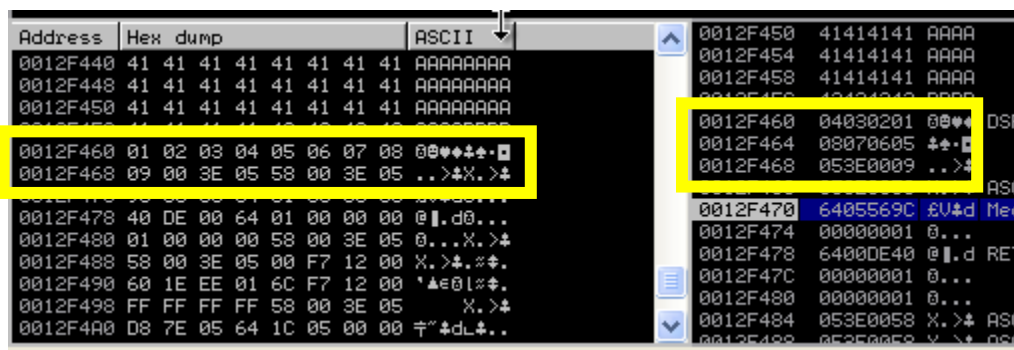 Address Hex dump ASCII
0012F440 41 41 41 41 41 41 41 41 AAAAAAAA
0012F448 41 41 41 41 41 41 41 41 AAAAAAAA
0012F450 41 41 41 41 41 41 41 41 AAAAAAAA
0012F460 01 02 03 04 05 06 07 08 ☺☻♥♦♣♠•◘
0012F468 09 00 3E 05 58 00 3E 05 ..>♣X.>♣
0012F478 40 DE 00 64 01 00 00 00 @▐.d☺...
0012F480 01 00 00 00 58 00 3E 05 ☺...X.>♣
0012F488 58 00 3E 05 00 F7 12 00 X.>♣.≈↕.
0012F490 60 1E EE 01 6C F7 12 00 `▲∈☺l≈↕.
0012F498 FF FF FF FF 58 00 3E 05 X.>♣
0012F4A0 D8 7E 05 64 1C 05 00 00 ╪~♣d∟♣..
0012F450 41414141 AAAA
0012F454 41414141 AAAA
0012F458 41414141 AAAA
0012F460 04030201 ☺☻♥♦
0012F464 08070605 ♣♠•◘
0012F468 053E0009 ..>♣
0012F470 6405569C £V♣d
0012F474 00000001 ☺...
0012F478 6400DE40 @▐.d RET
0012F47C 00000001 ☺...
0012F480 00000001 ☺...
0012F484 053E0058 X.>♣ ASC